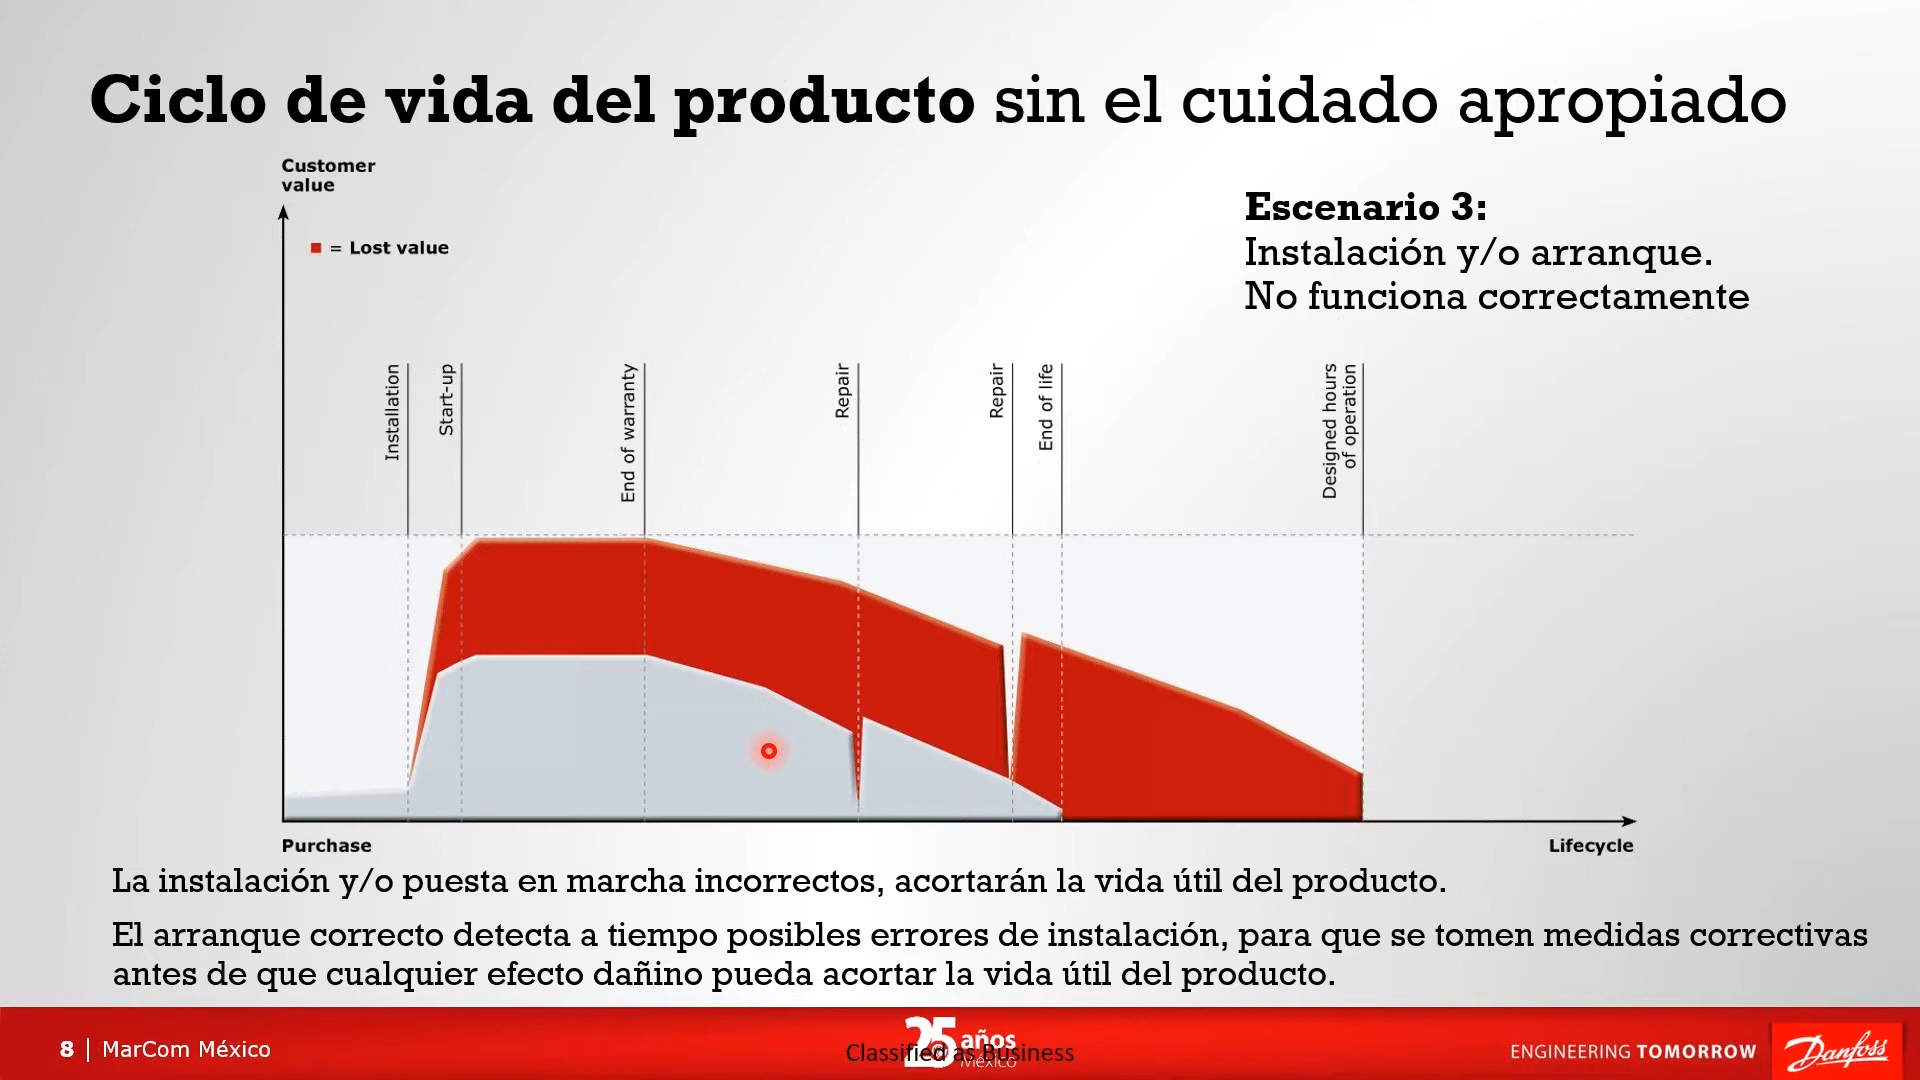 Ciclo de vida del producto sin el cuidado apropiado
Customer
value
= Lost value
Escenario 3:
Instalación y/o arranque.
No funciona correctamente
Installation
Start-up
End of warranty
Repair
Repair
End of life
Designed hours
of operation
Purchase
Lifecycle
La instalación y/o puesta en marcha incorrectos, acortarán la vida útil del producto.
El arranque correcto detecta a tiempo posibles errores de instalación, para que se tomen medidas correctivas
antes de que cualquier efecto dañino pueda acortar la vida útil del producto.
8 | MarCom México
25 años
México
Classified as Business
ENGINEERING TOMORROW
Danfoss